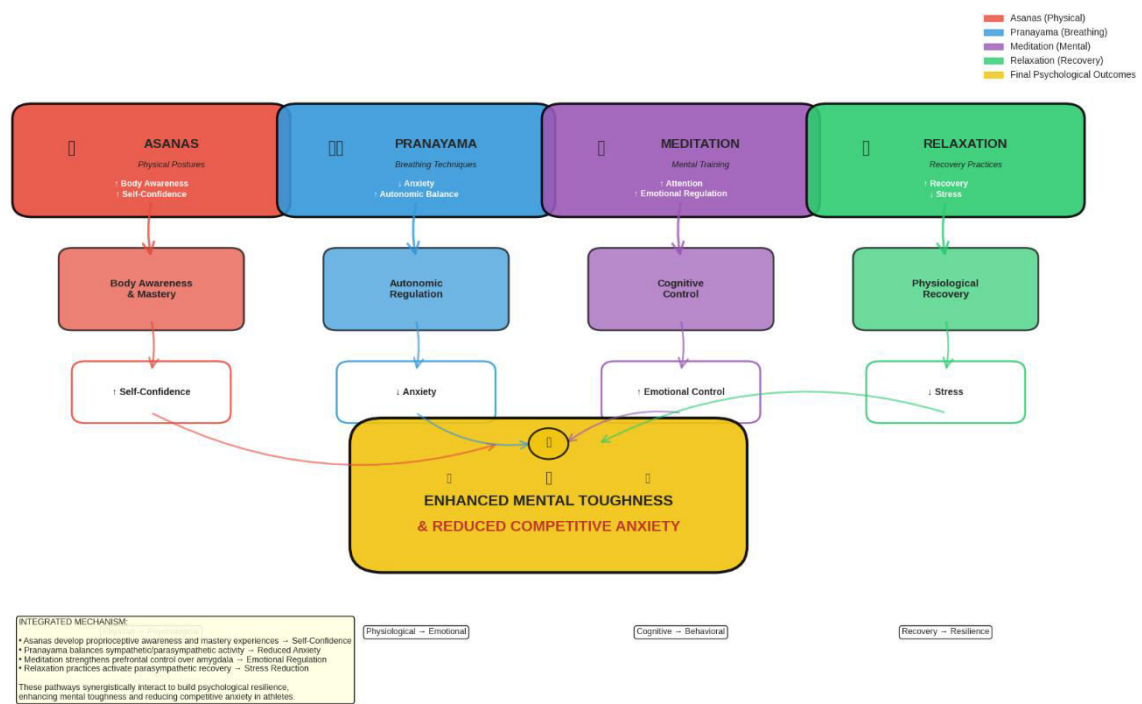 Asanas (Physical)
Pranayama (Breathing)
Meditation (Mental)
Relaxation (Recovery)
Final Psychological Outcomes
ASANAS
Physical Postures
↑ Body Awareness
↑ Self-Confidence
PRANAYAMA
Breathing Techniques
↓ Anxiety
↑ Autonomic Balance
MEDITATION
Mental Training
↑ Attention
↑ Emotional Regulation
RELAXATION
Recovery Practices
↑ Recovery
↓ Stress
Body Awareness
& Mastery
Autonomic
Regulation
Cognitive
Control
Physiological
Recovery
↑ Self-Confidence
↓ Anxiety
↑ Emotional Control
↓ Stress
ENHANCED MENTAL TOUGHNESS
& REDUCED COMPETITIVE ANXIETY
INTEGRATED MECHANISM:
• Asanas develop proprioceptive awareness and mastery experiences → Self-Confidence
• Pranayama balances sympathetic/parasympathetic activity → Reduced Anxiety
• Meditation strengthens prefrontal control over amygdala → Emotional Regulation
• Relaxation practices activate parasympathetic recovery → Stress Reduction
These pathways synergistically interact to build psychological resilience,
enhancing mental toughness and reducing competitive anxiety in athletes.
Physiological → Emotional
Cognitive → Behavioral
Recovery → Resilience